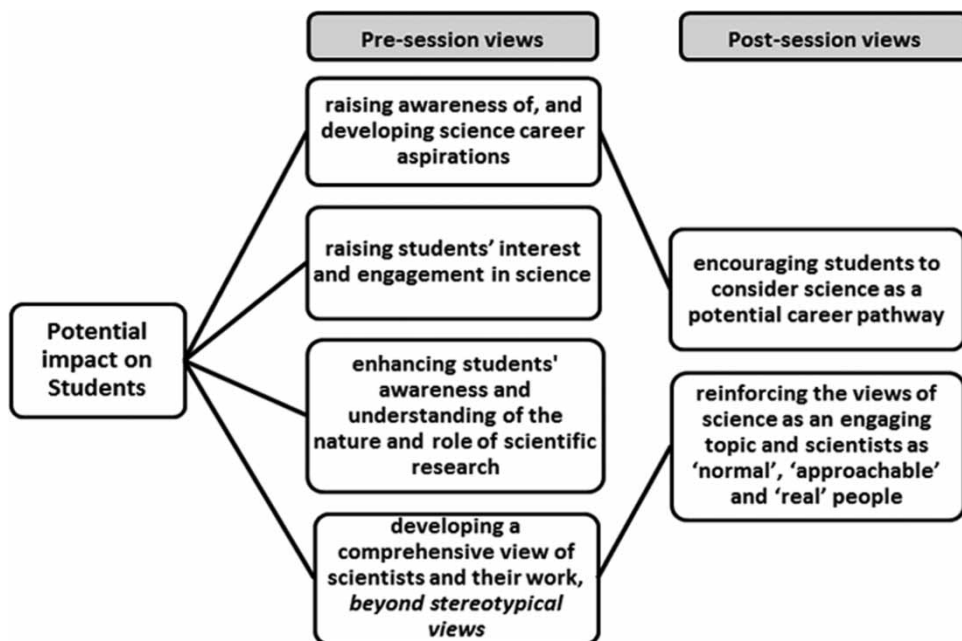 Pre-session views
Post-session views
raising awareness of, and
developing science career
aspirations
raising students’ interest
and engagement in science
encouraging students to
consider science as a
potential career pathway
Potential
impact on
Students
enhancing students'
awareness and
understanding of the
nature and role of scientific
research
reinforcing the views of
science as an engaging
topic and scientists as
‘normal’, ‘approachable’
and ‘real’ people
developing a
comprehensive view of
scientists and their work,
beyond stereotypical
views